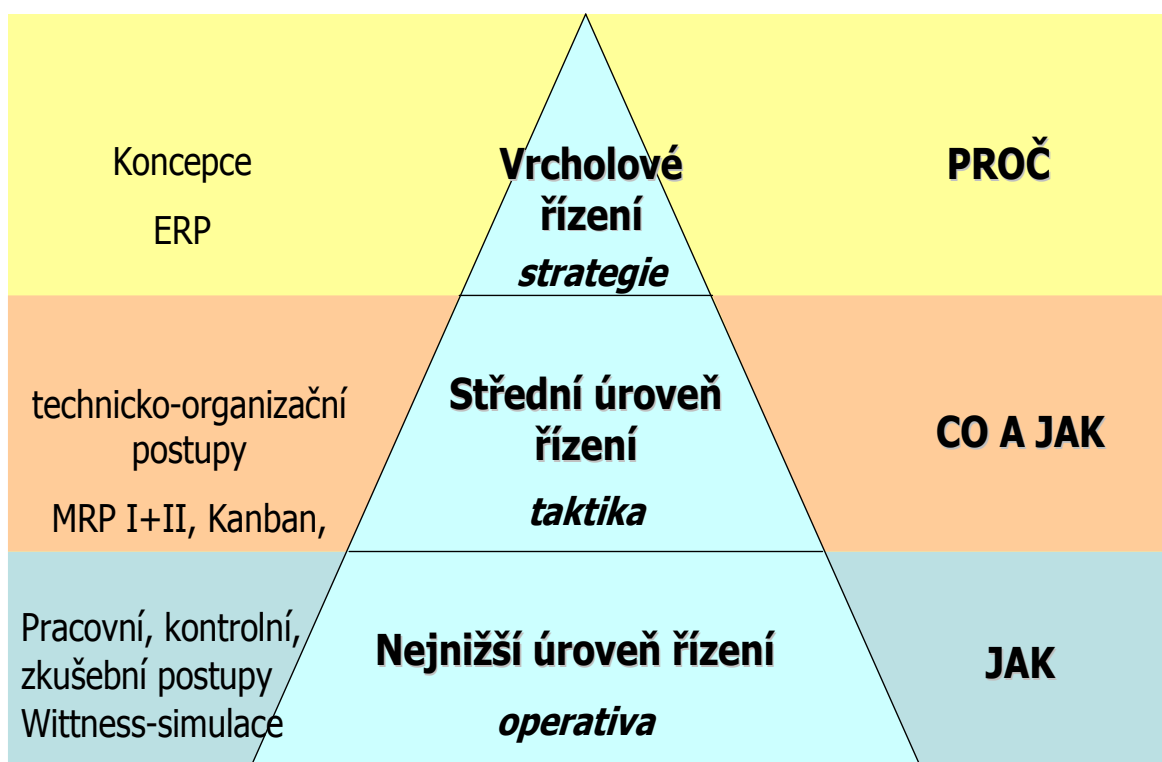 Koncepce
ERP
Vrcholové
řízení
strategie
PROČ
technicko-organizační
postupy
MRP I+II, Kanban,
Střední úroveň
řízení
taktika
CO A JAK
Pracovní, kontrolní,
zkušební postupy
Wittness-simulace
Nejnižší úroveň řízení
operativa
JAK